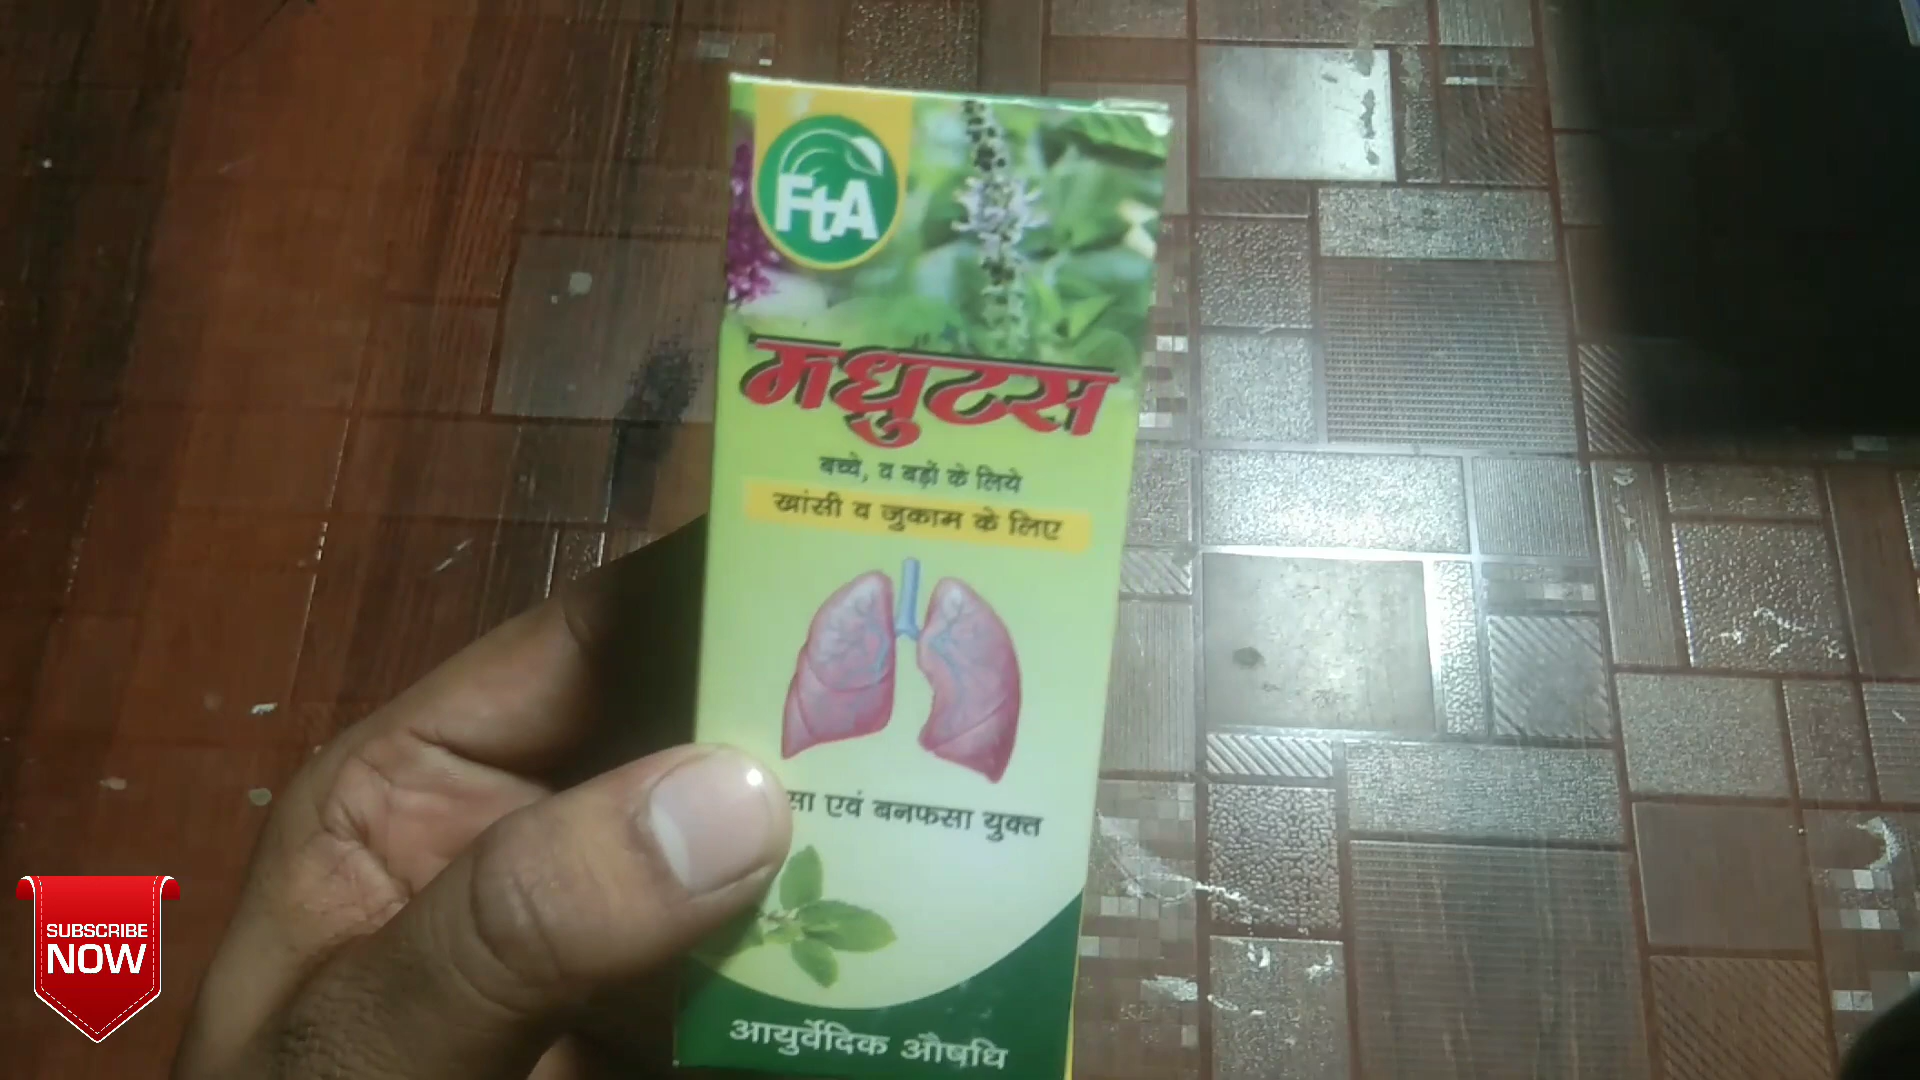 FtA
मधुटस
बच्चे, व बड़ों के लिये
खांसी व जुकाम के लिए
एवं बनफसा युक्त
आयुर्वेदिक औषधि
SUBSCRIBE
NOW